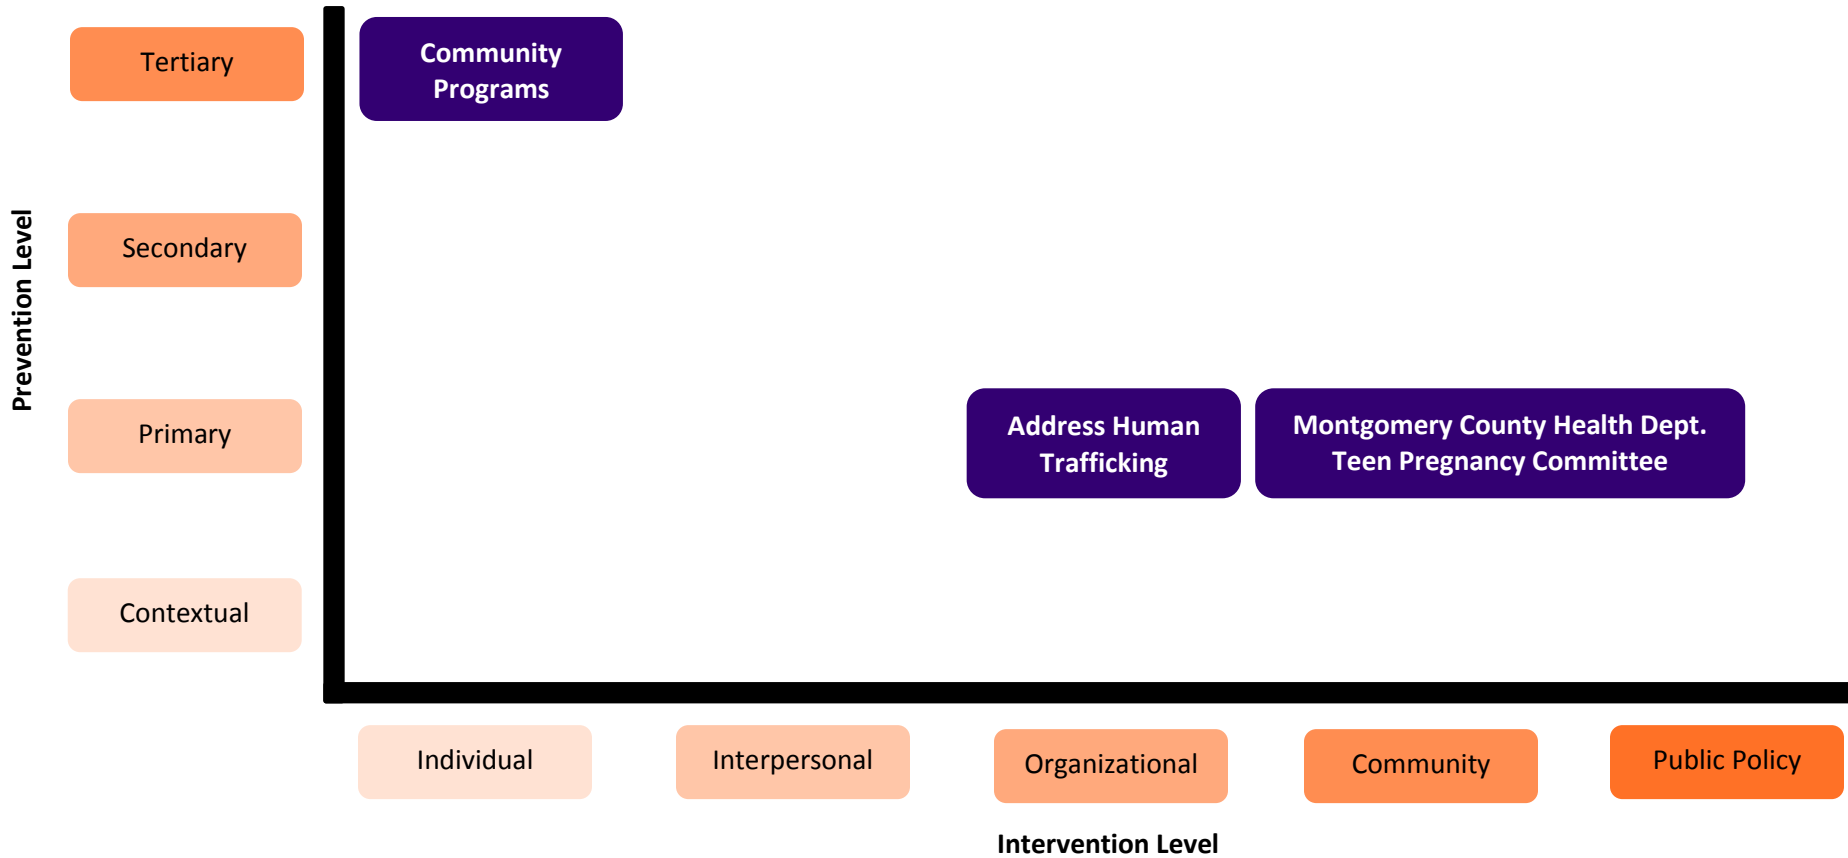 Tertiary
Community
Programs
Prevention Level
Secondary
Primary
Address Human
Trafficking
Montgomery County Health Dept.
Teen Pregnancy Committee
Contextual
Individual
Interpersonal
Organizational
Community
Public Policy
Intervention Level